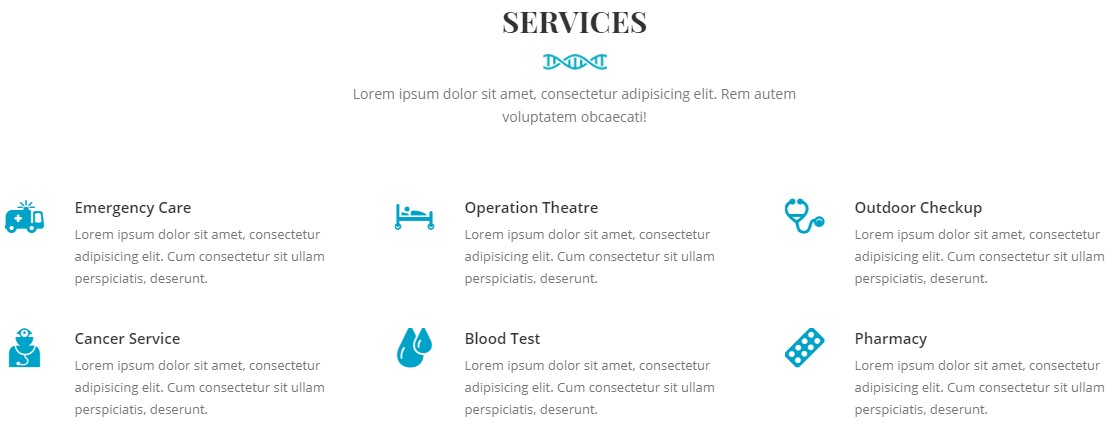 SERVICES
Lorem ipsum dolor sit amet, consectetur adipisicing elit. Rem autem
voluptatem obcaecati!
Emergency Care
Lorem ipsum dolor sit amet, consectetur
adipisicing elit. Cum consectetur sit ullam
perspiciatis, deserunt.
Operation Theatre
Lorem ipsum dolor sit amet, consectetur
adipisicing elit. Cum consectetur sit ullam
perspiciatis, deserunt.
Outdoor Checkup
Lorem ipsum dolor sit amet, consectetur
adipisicing elit. Cum consectetur sit ullam
perspiciatis, deserunt.
Cancer Service
Lorem ipsum dolor sit amet, consectetur
adipisicing elit. Cum consectetur sit ullam
perspiciatis, deserunt.
Blood Test
Lorem ipsum dolor sit amet, consectetur
adipisicing elit. Cum consectetur sit ullam
perspiciatis, deserunt.
Pharmacy
Lorem ipsum dolor sit amet, consectetur
adipisicing elit. Cum consectetur sit ullam
perspiciatis, deserunt.